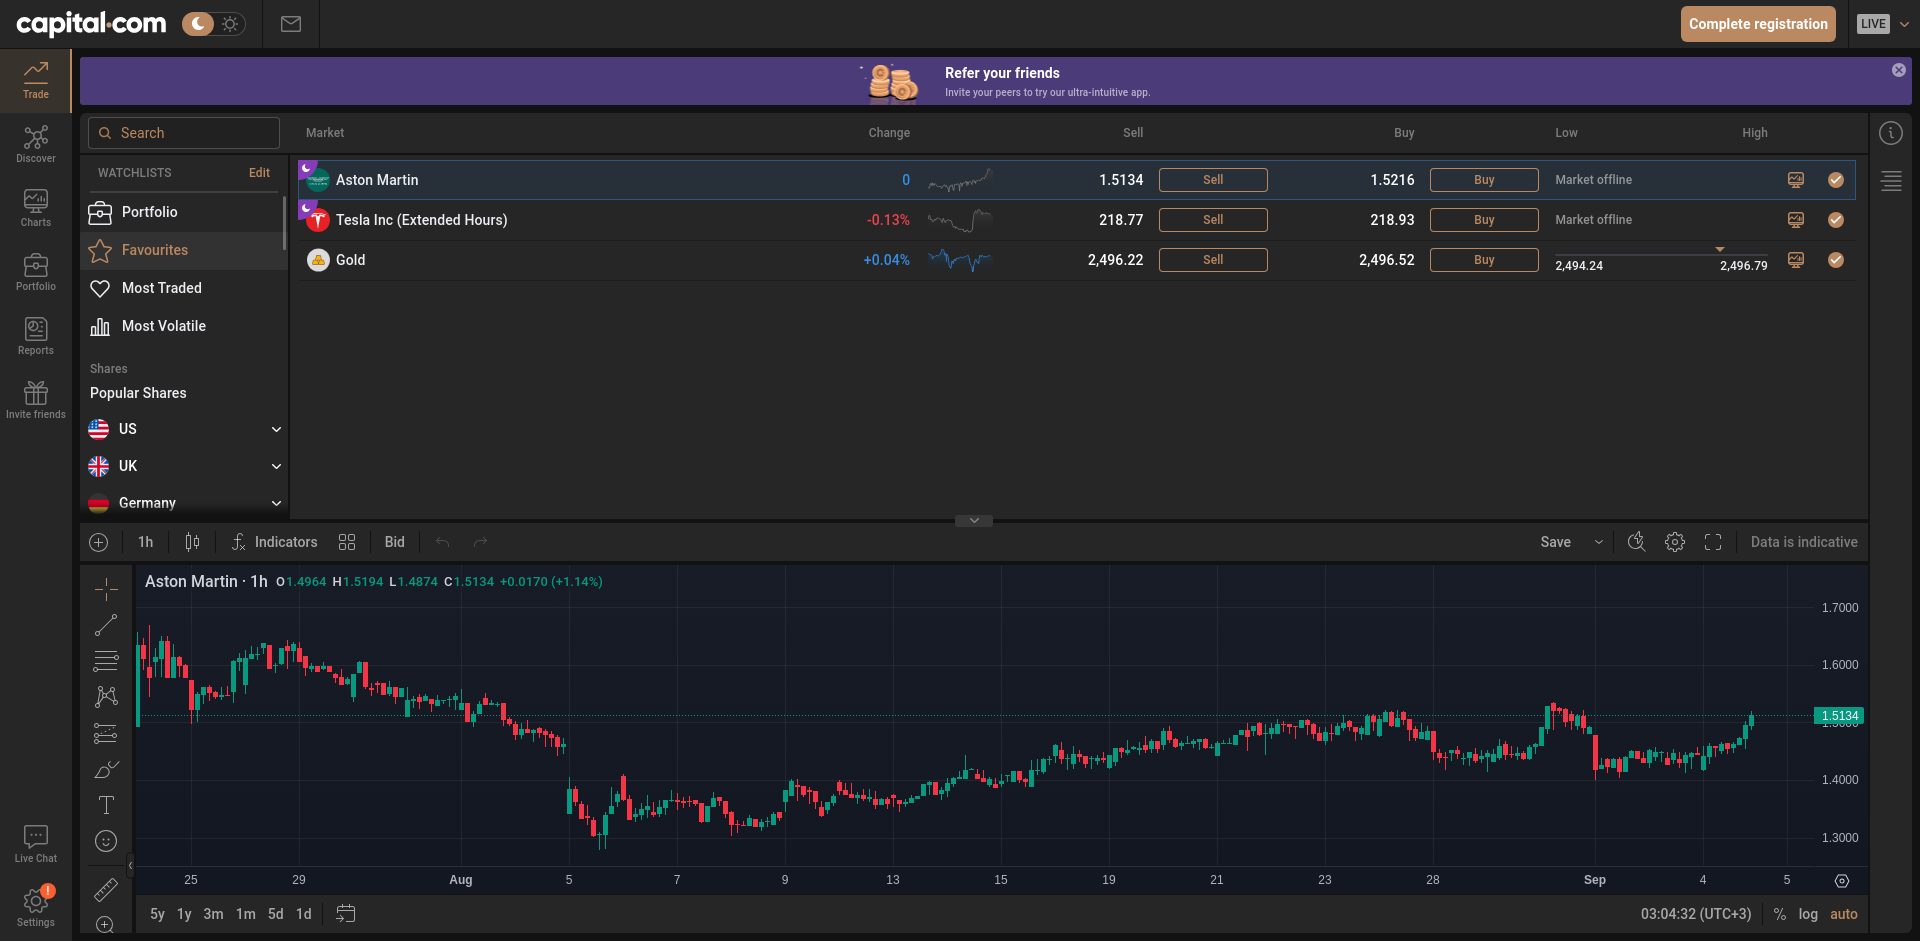 capital.com
Complete registration
LIVE
Trade
Discover
Charts
Portfolio
Reports
Invite friends
Live Chat
!
Settings
Refer your friends
Invite your peers to try our ultra-intuitive app.
Search
Market Change Sell Buy Low High
WATCHLISTS Edit
Portfolio
Favourites
Most Traded
Most Volatile
Shares
Popular Shares
US
UK
Germany
Aston Martin 0 1.5134 Sell 1.5216 Buy Market offline
Tesla Inc (Extended Hours) -0.13% 218.77 Sell 218.93 Buy Market offline
Gold +0.04% 2,496.22 Sell 2,496.52 Buy 2,494.24 2,496.79
1h Indicators Bid Save Data is indicative
Aston Martin · 1h O1.4964 H1.5194 L1.4874 C1.5134 +0.0170 (+1.14%)
1.7000
1.6000
1.5134
1.4000
1.3000
25 29 Aug 5 7 9 13 15 19 21 23 28 Sep 4 5
5y 1y 3m 1m 5d 1d 03:04:32 (UTC+3) % log auto